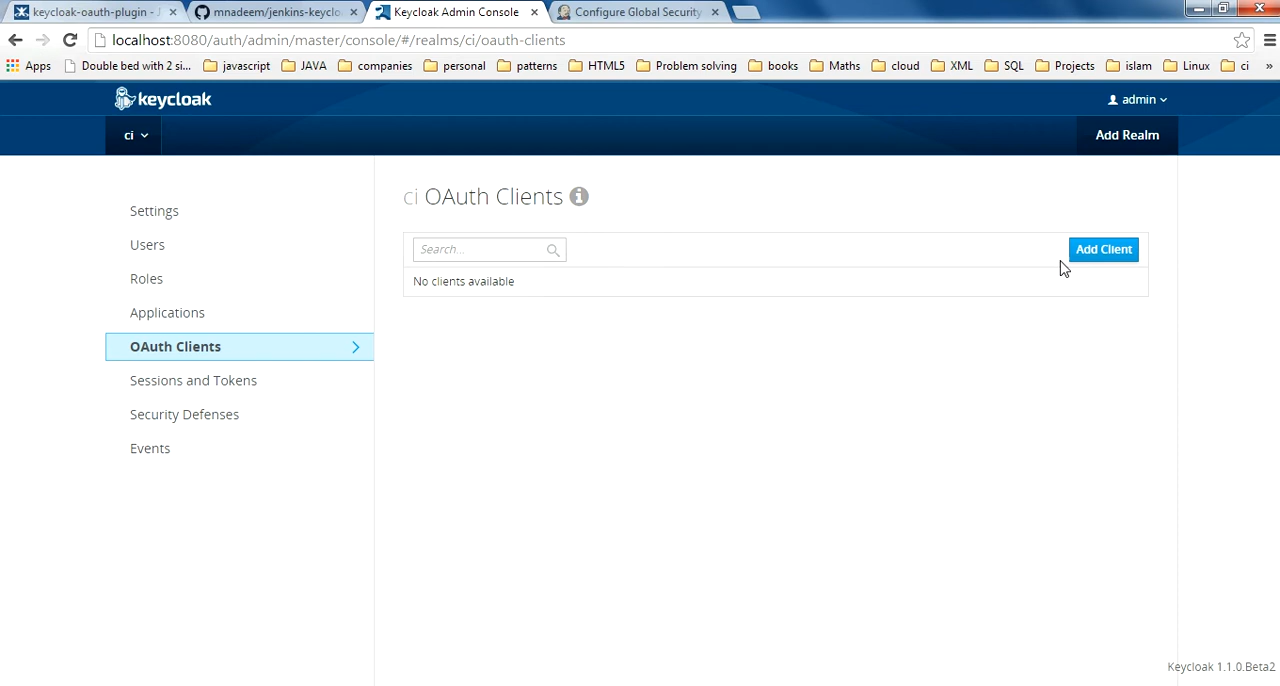 keycloak-oauth-plugin - J
mnadeem/jenkins-keyclo
Keycloak Admin Console
Configure Global Security
localhost:8080/auth/admin/master/console/#/realms/ci/oauth-clients
Apps
Double bed with 2 si...
javascript
JAVA
companies
personal
patterns
HTML5
Problem solving
books
Maths
cloud
XML
SQL
Projects
islam
Linux
ci
»
keycloak
admin
ci
Add Realm
Settings
Users
Roles
Applications
OAuth Clients
Sessions and Tokens
Security Defenses
Events
ci OAuth Clients
Search...
Add Client
No clients available
Keycloak 1.1.0.Beta2